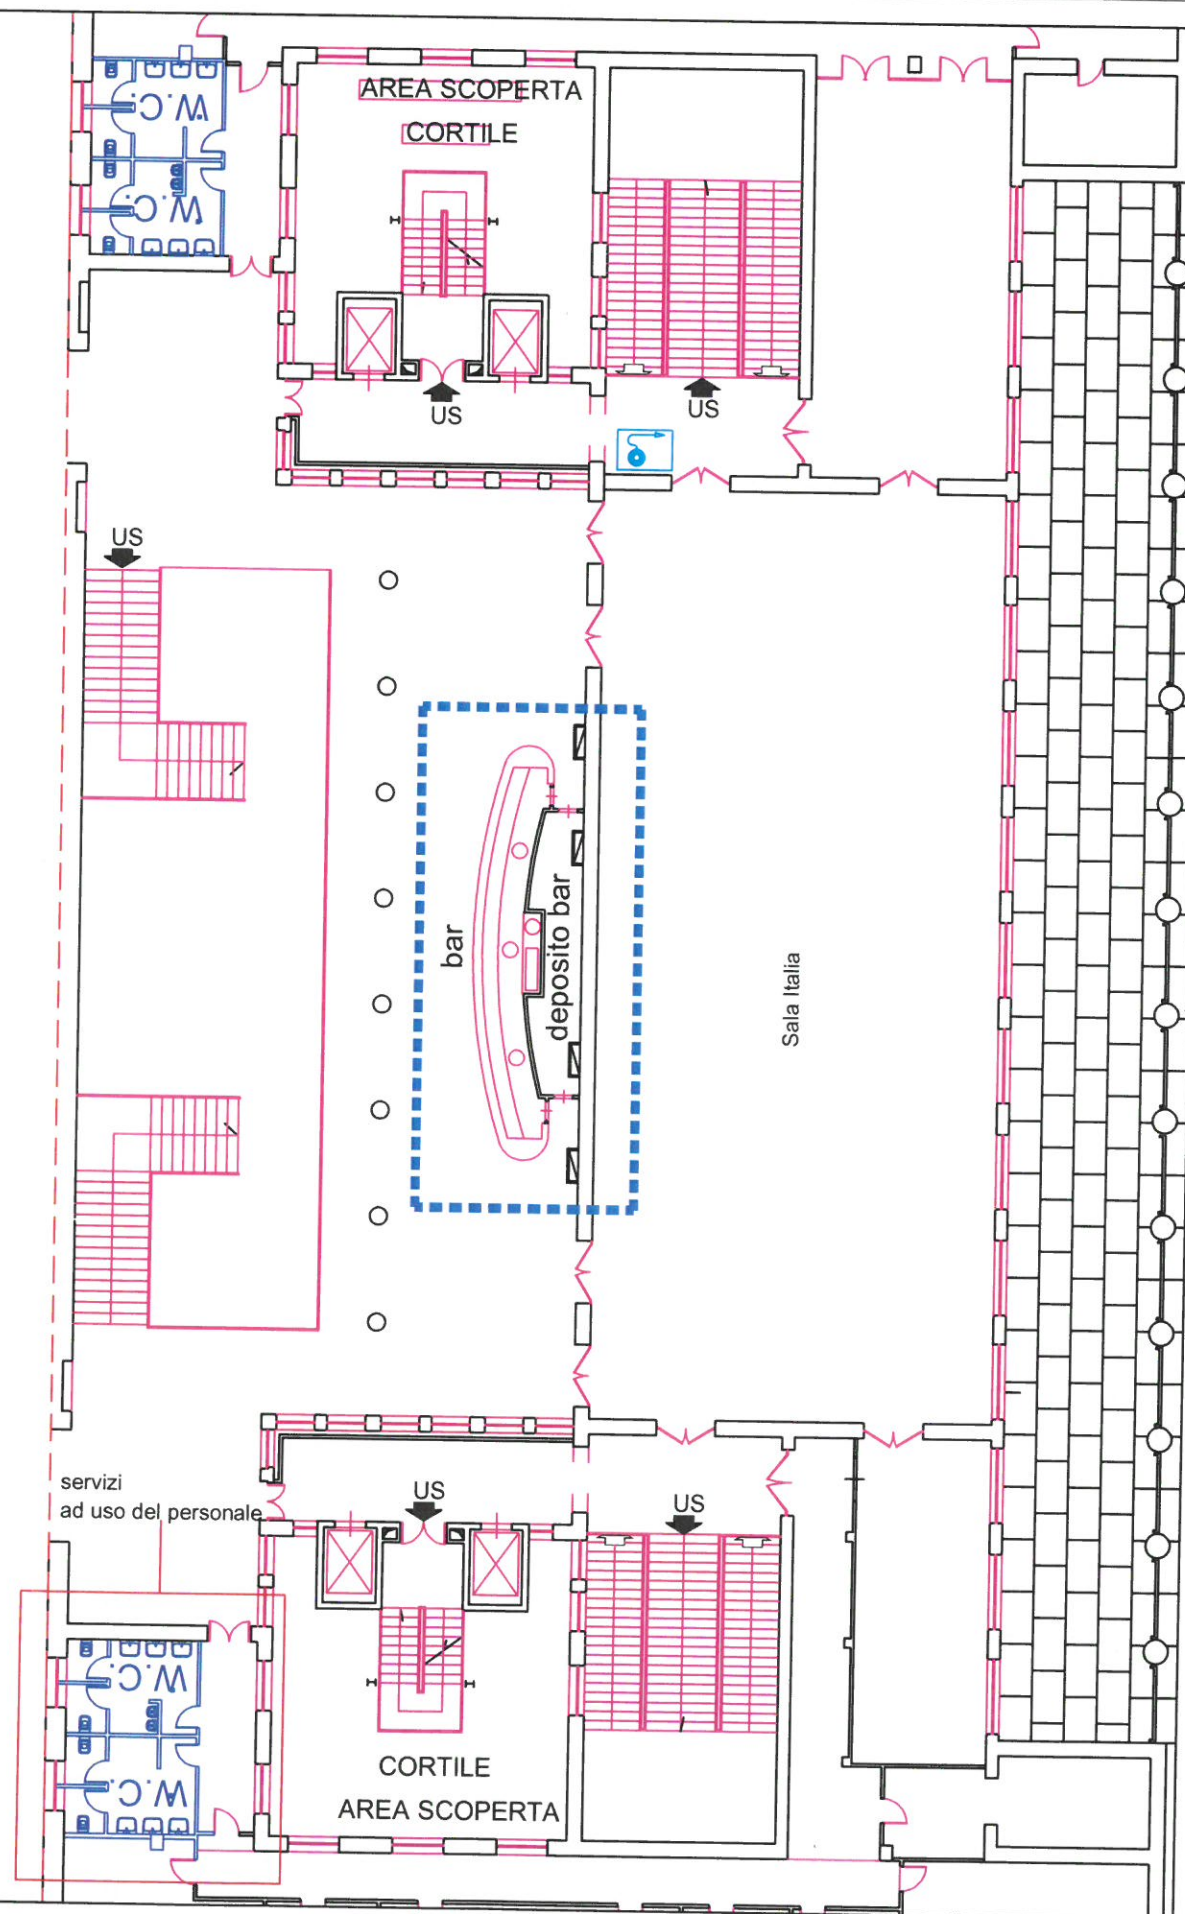 AREA SCOPERTA
CORTILE
W.C.
W.C.
US
US
US
bar
deposito bar
Sala Italia
servizi
ad uso del personale
US
US
W.C.
W.C.
CORTILE
AREA SCOPERTA